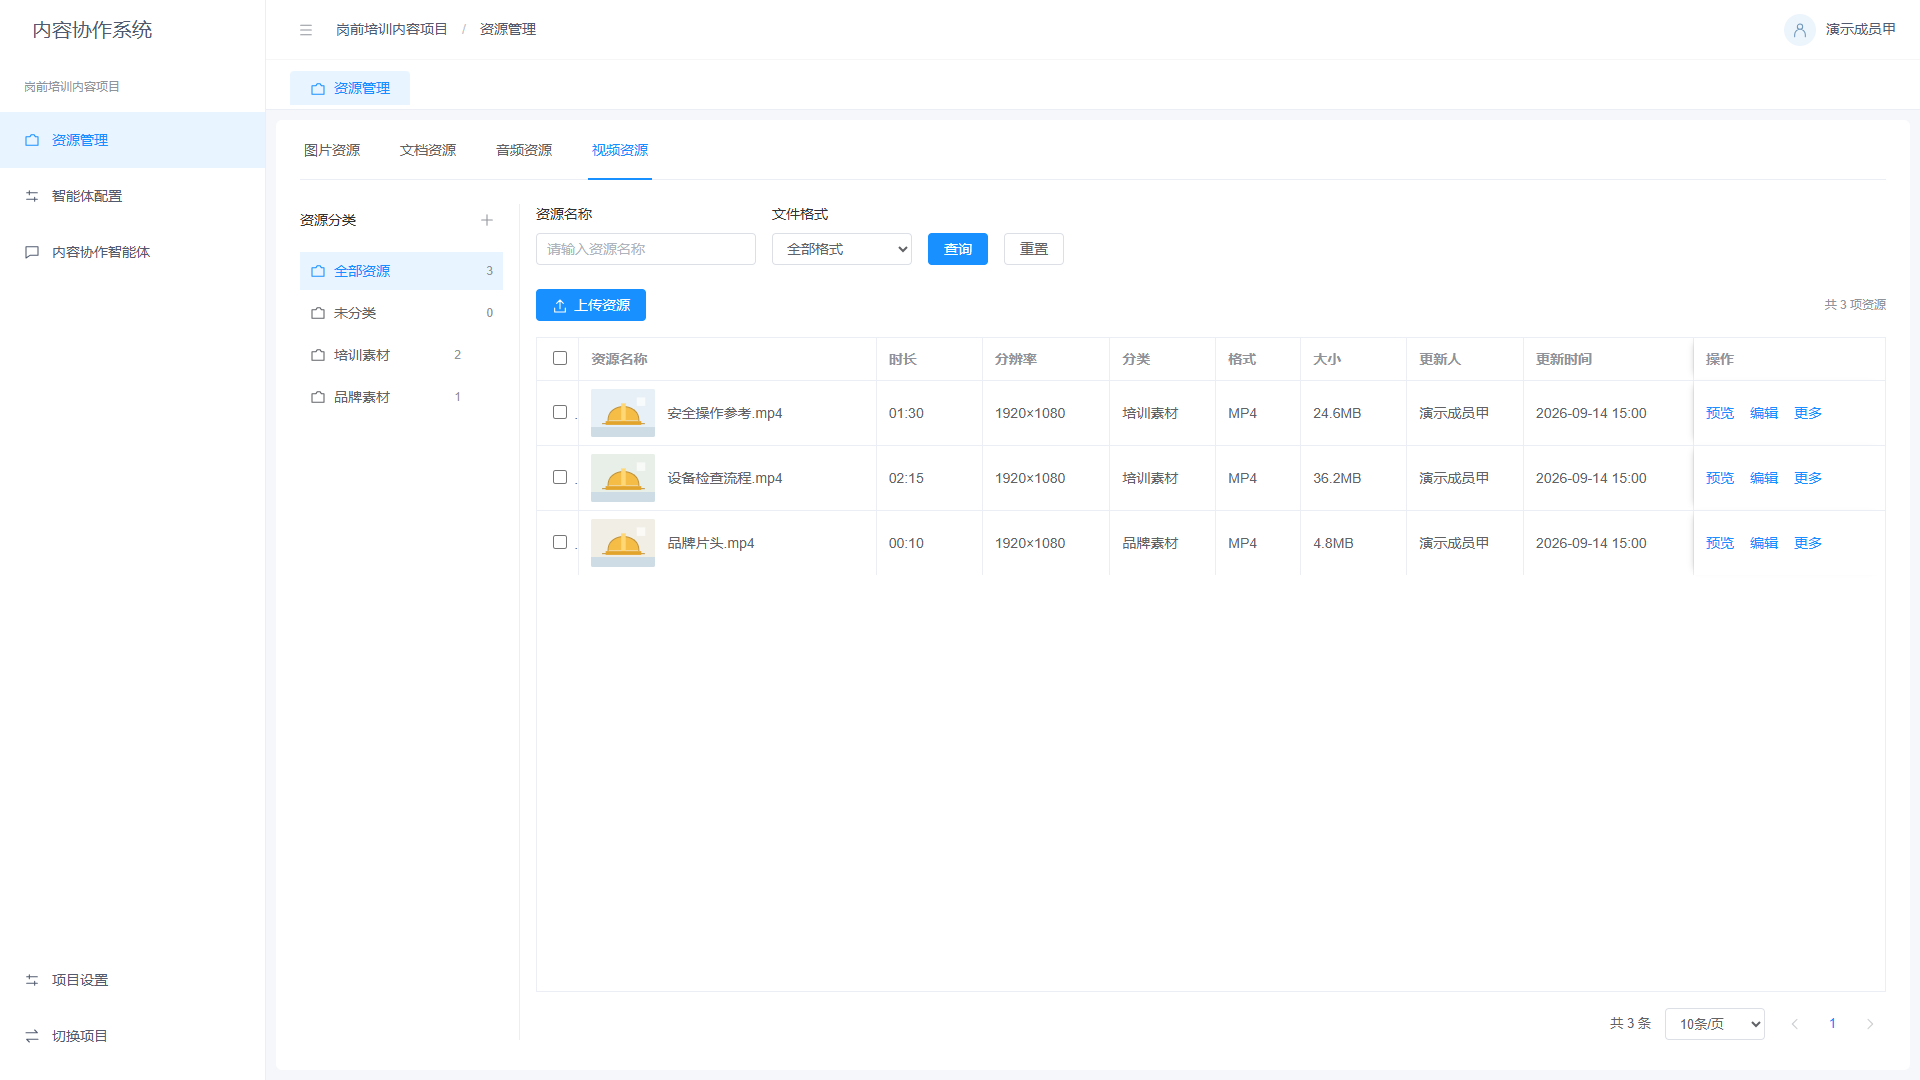 内容协作系统
岗前培训内容项目 / 资源管理
演示成员甲
岗前培训内容项目
资源管理
资源管理
智能体配置
内容协作智能体
项目设置
切换项目
图片资源 文档资源 音频资源 视频资源
资源分类
全部资源 3
未分类 0
培训素材 2
品牌素材 1
资源名称 文件格式
请输入资源名称 全部格式 查询 重置
上传资源 共 3 项资源
资源名称 时长 分辨率 分类 格式 大小 更新人 更新时间 操作
安全操作参考.mp4 01:30 1920×1080 培训素材 MP4 24.6MB 演示成员甲 2026-09-14 15:00 预览 编辑 更多
设备检查流程.mp4 02:15 1920×1080 培训素材 MP4 36.2MB 演示成员甲 2026-09-14 15:00 预览 编辑 更多
品牌片头.mp4 00:10 1920×1080 品牌素材 MP4 4.8MB 演示成员甲 2026-09-14 15:00 预览 编辑 更多
共 3 条 10条/页 1